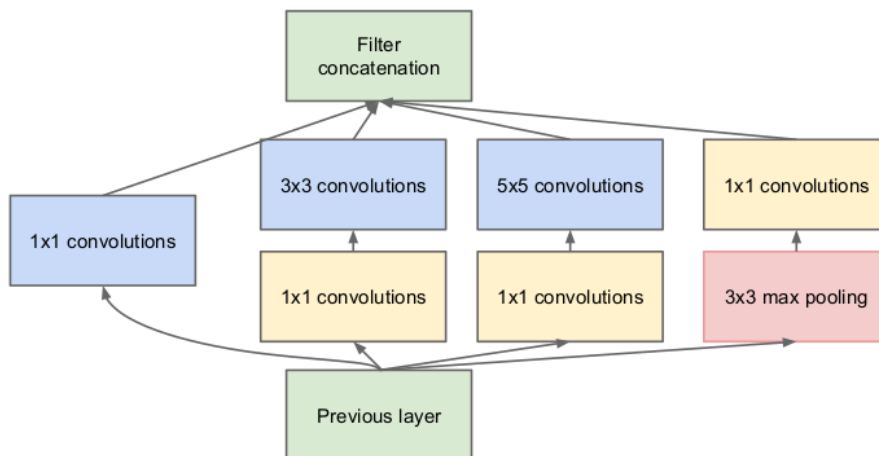 Filter
concatenation
3x3 convolutions
5x5 convolutions
1x1 convolutions
1x1 convolutions
1x1 convolutions
1x1 convolutions
3x3 max pooling
Previous layer